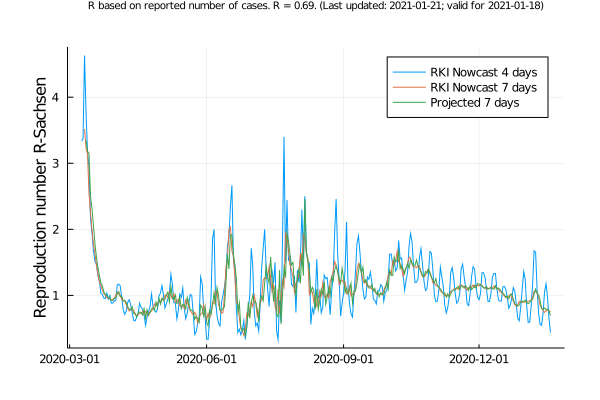 R based on reported number of cases. R = 0.69. (Last updated: 2021-01-21; valid for 2021-01-18)
Reproduction number R-Sachsen
4
3
2
1
RKI Nowcast 4 days
RKI Nowcast 7 days
Projected 7 days
2020-03-01
2020-06-01
2020-09-01
2020-12-01